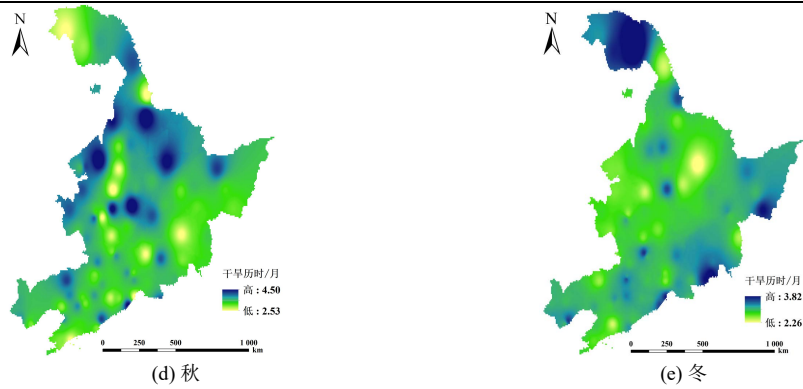 N
干旱历时/月
高：4.50
低：2.53
0 250 500 1 000
km
(d) 秋
N
干旱历时/月
高：3.82
低：2.26
0 250 500 1 000
km
(e) 冬